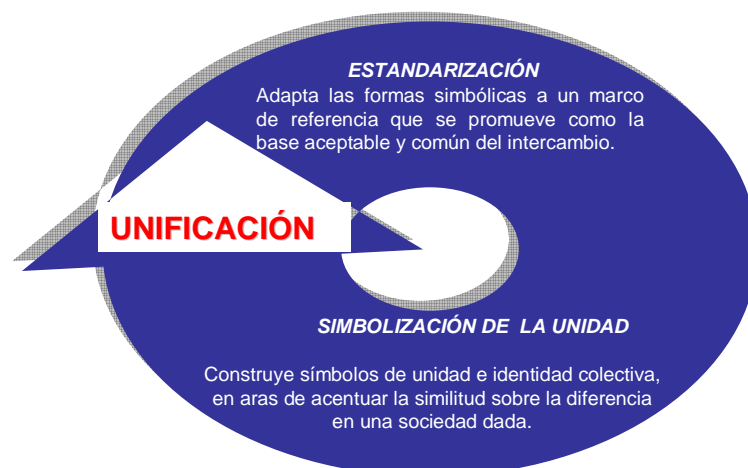 ESTANDARIZACIÓN
Adapta las formas simbólicas a un marco
de referencia que se promueve como la
base aceptable y común del intercambio.
UNIFICACIÓN
SIMBOLIZACIÓN DE LA UNIDAD
Construye símbolos de unidad e identidad colectiva,
en aras de acentuar la similitud sobre la diferencia
en una sociedad dada.